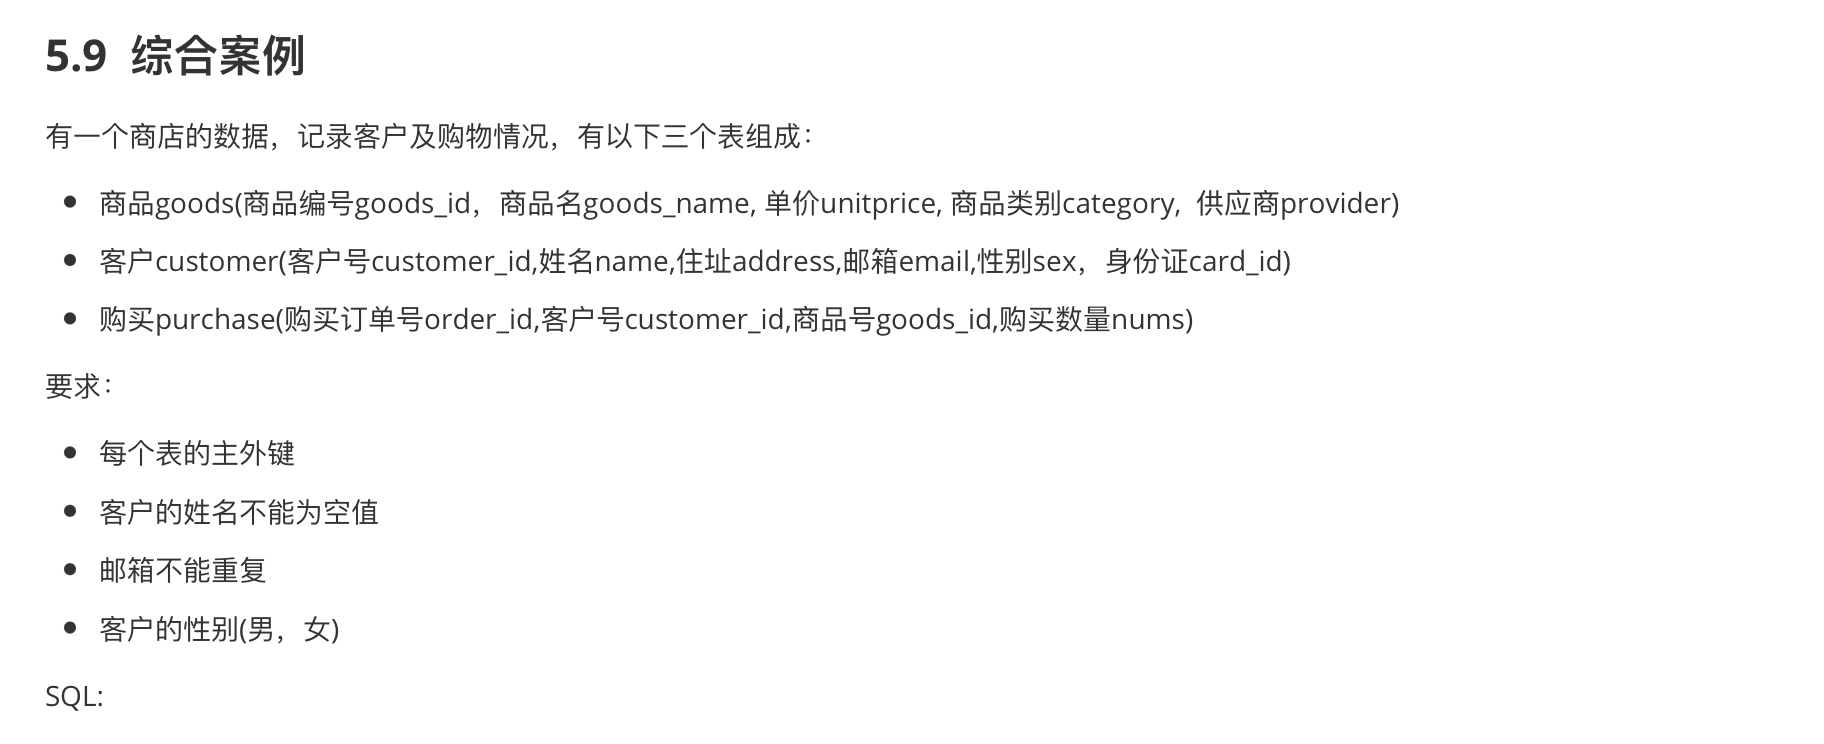 5.9 综合案例
有一个商店的数据，记录客户及购物情况，有以下三个表组成：
商品goods(商品编号goods_id，商品名goods_name, 单价unitprice, 商品类别category, 供应商provider)
客户customer(客户号customer_id,姓名name,住址address,邮箱email,性别sex，身份证card_id)
购买purchase(购买订单号order_id,客户号customer_id,商品号goods_id,购买数量nums)
要求：
每个表的主外键
客户的姓名不能为空值
邮箱不能重复
客户的性别(男，女)
SQL: